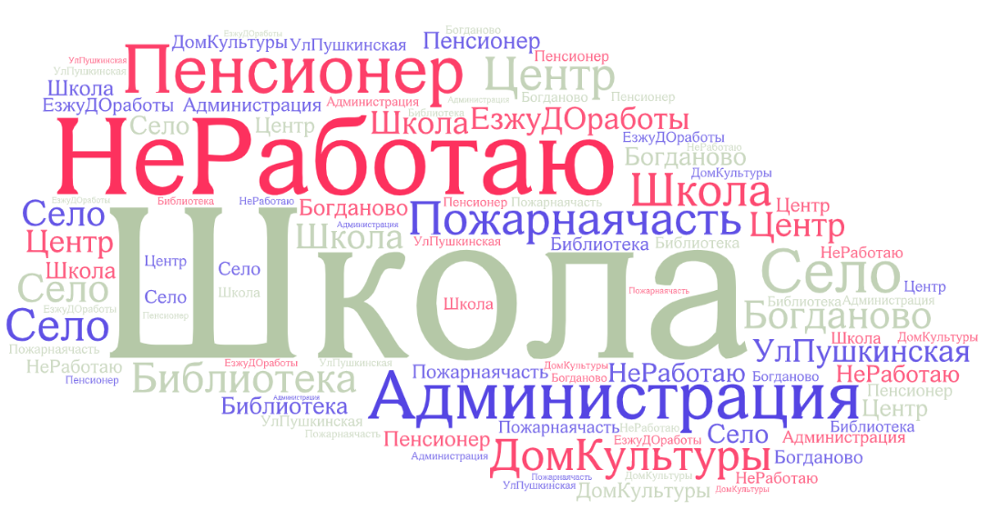 ЕзжуДОработы
Богданово
ДомКультуры УлПушкинская Пенсионер
УлПушкинская Пенсионер Центр Пенсионер
УлПушкинская
Школа Богданово Пенсионер
ЕзжуДОработы Администрация Администрация Администрация
Село Центр Школа Библиотека ЕзжуДОработы
НеРаботаю ЕзжуДОработы НеРаботаю
Богданово
Школа ДомКультуры
ЕзжуДОработы Библиотека НеРаботаю Богданово Пенсионер Пожарнаячасть Центр
Село Школа Администрация Пожарнаячасть Центр
Центр Школа УлПушкинская Библиотека Библиотека
НеРаботаю
Школа Центр Село Село
Село Село Школа Школа Пожарнаячасть Центр
ЕзжуДОработы Пенсионер Библиотека Администрация
Село Богданово
Пожарнаячасть Школа ДомКультуры
НеРаботаю ЕзжуДОработы УлПушкинская УлПушкинская
Пенсионер Библиотека Пожарнаячасть ДомКультуры Богданово НеРаботаю Богданово НеРаботаю
Библиотека Администрация Администрация Пенсионер
Центр
УлПушкинская Пожарнаячасть НеРаботаю Библиотека
Пожарнаячасть Пенсионер ЕзжуДОработы Село Администрация
Администрация ДомКультуры Богданово
Пожарнаячасть ДомКультуры НеРаботаю
УлПушкинская ДомКультуры ДомКультуры